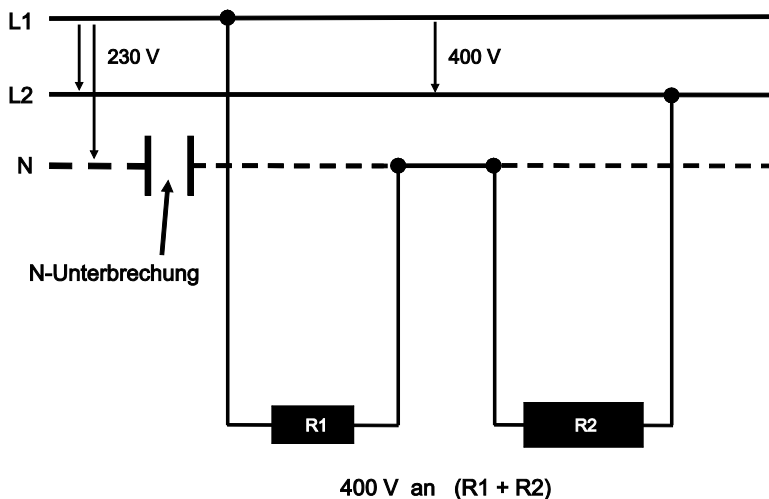 L1
230 V
400 V
L2
N
N-Unterbrechung
R1
R2
400 V an (R1 + R2)